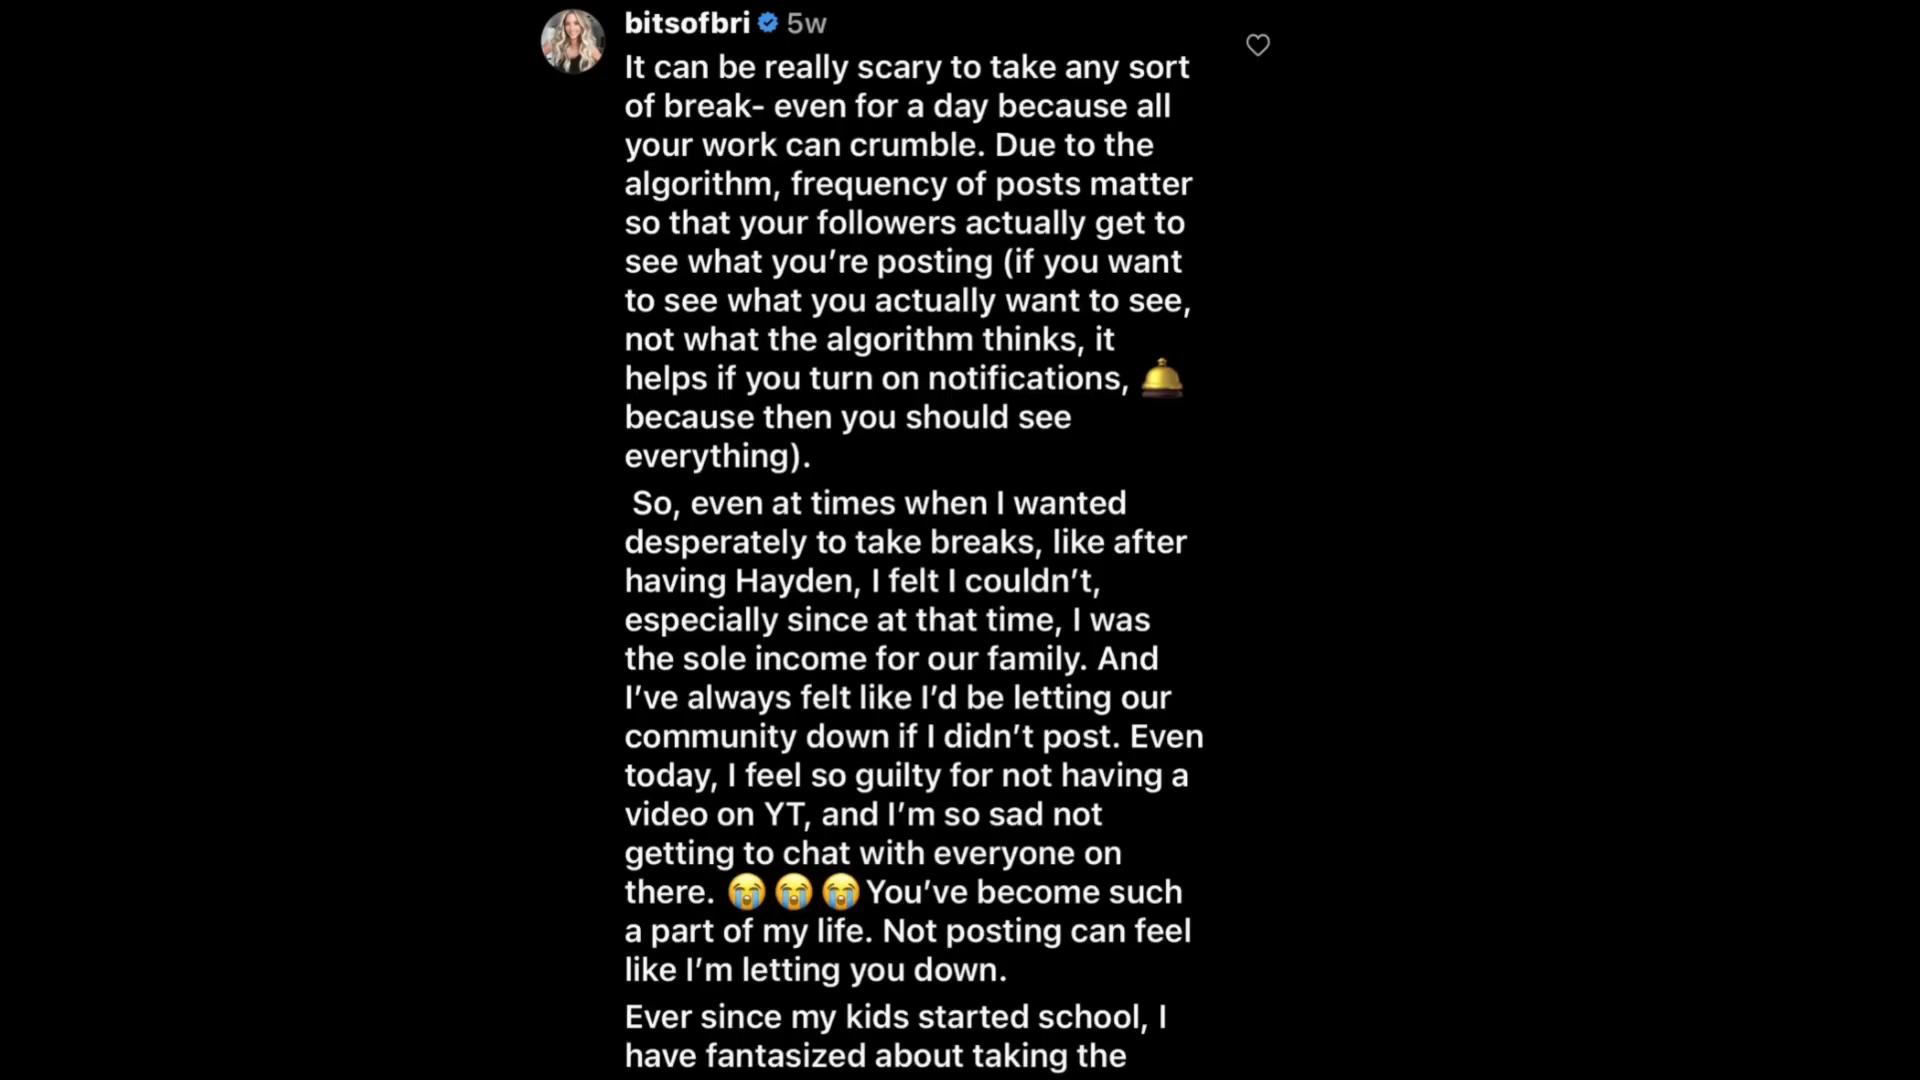 bitsofbri 5w
It can be really scary to take any sort
of break- even for a day because all
your work can crumble. Due to the
algorithm, frequency of posts matter
so that your followers actually get to
see what you’re posting (if you want
to see what you actually want to see,
not what the algorithm thinks, it
helps if you turn on notifications, 🛎️
because then you should see
everything).
So, even at times when I wanted
desperately to take breaks, like after
having Hayden, I felt I couldn’t,
especially since at that time, I was
the sole income for our family. And
I’ve always felt like I’d be letting our
community down if I didn’t post. Even
today, I feel so guilty for not having a
video on YT, and I’m so sad not
getting to chat with everyone on
there. 😭😭😭You’ve become such
a part of my life. Not posting can feel
like I’m letting you down.
Ever since my kids started school, I
have fantasized about taking the